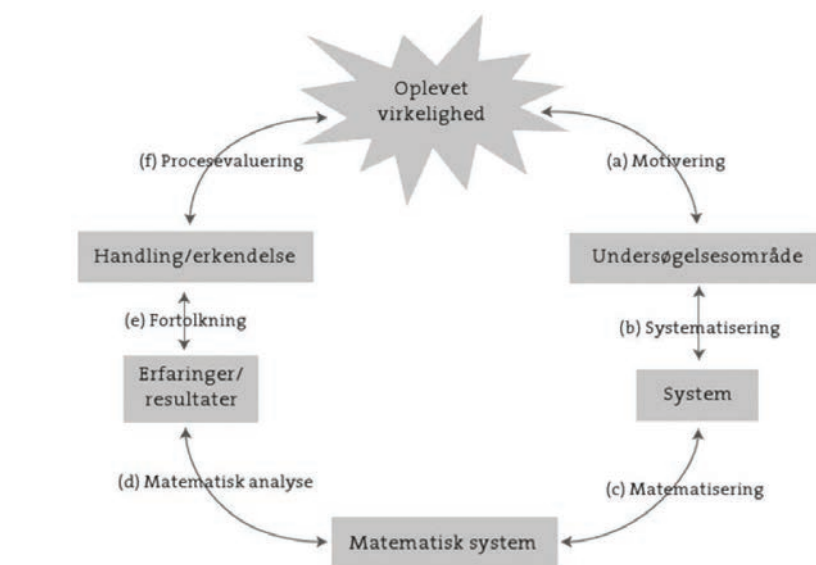 Oplevet
virkelighed
(f) Procesevaluering
(a) Motivering
Handling/erkendelse
Undersøgelsesområde
(e) Fortolkning
(b) Systematisering
Erfaringer/
resultater
System
(d) Matematisk analyse
(c) Matematisering
Matematisk system